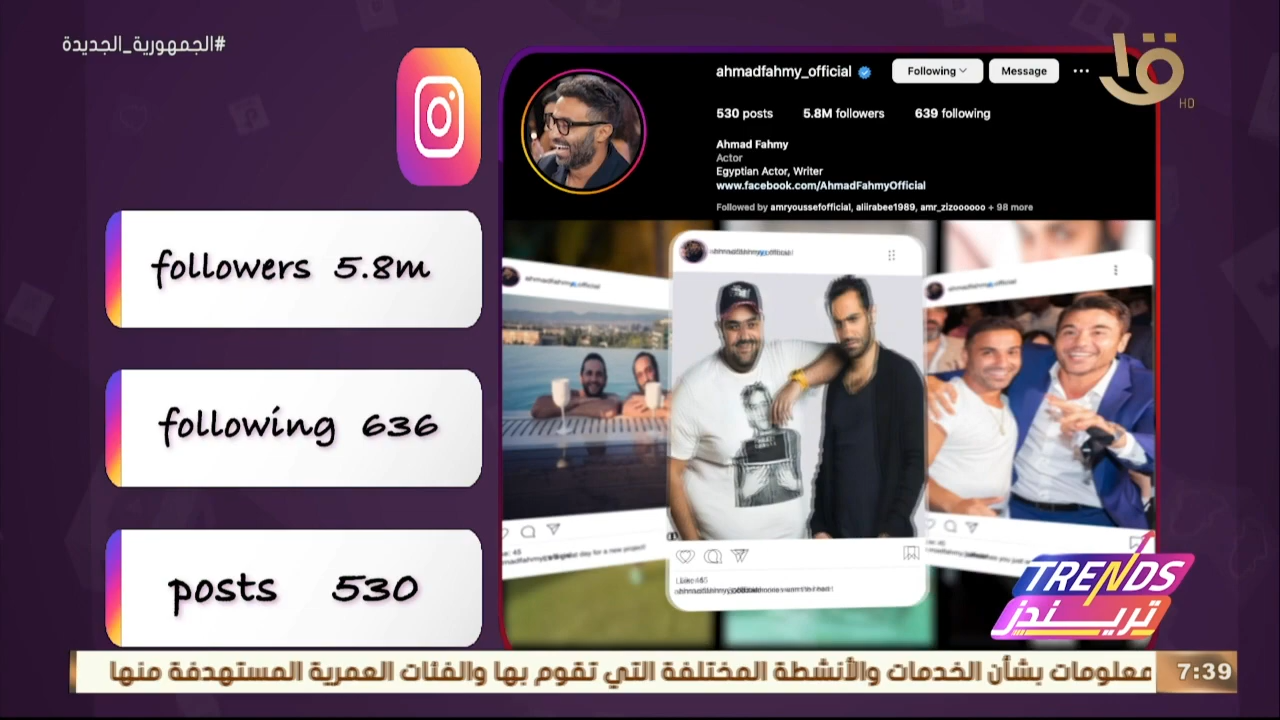 #الجمهورية_الجديدة
HD
ahmadfahmy_official
Following
Message
530 posts 5.8M followers 639 following
Ahmad Fahmy
Actor
Egyptian Actor, Writer
www.facebook.com/AhmadFahmyOfficial
Followed by amryoussefofficial, aliirabee1989, amr_zizoooooo + 98 more
followers 5.8m
following 636
posts 530
TRENDS
تريندز
معلومات بشأن الخدمات والأنشطة المختلفة التي تقوم بها والفئات العمرية المستهدفة منها
7:39